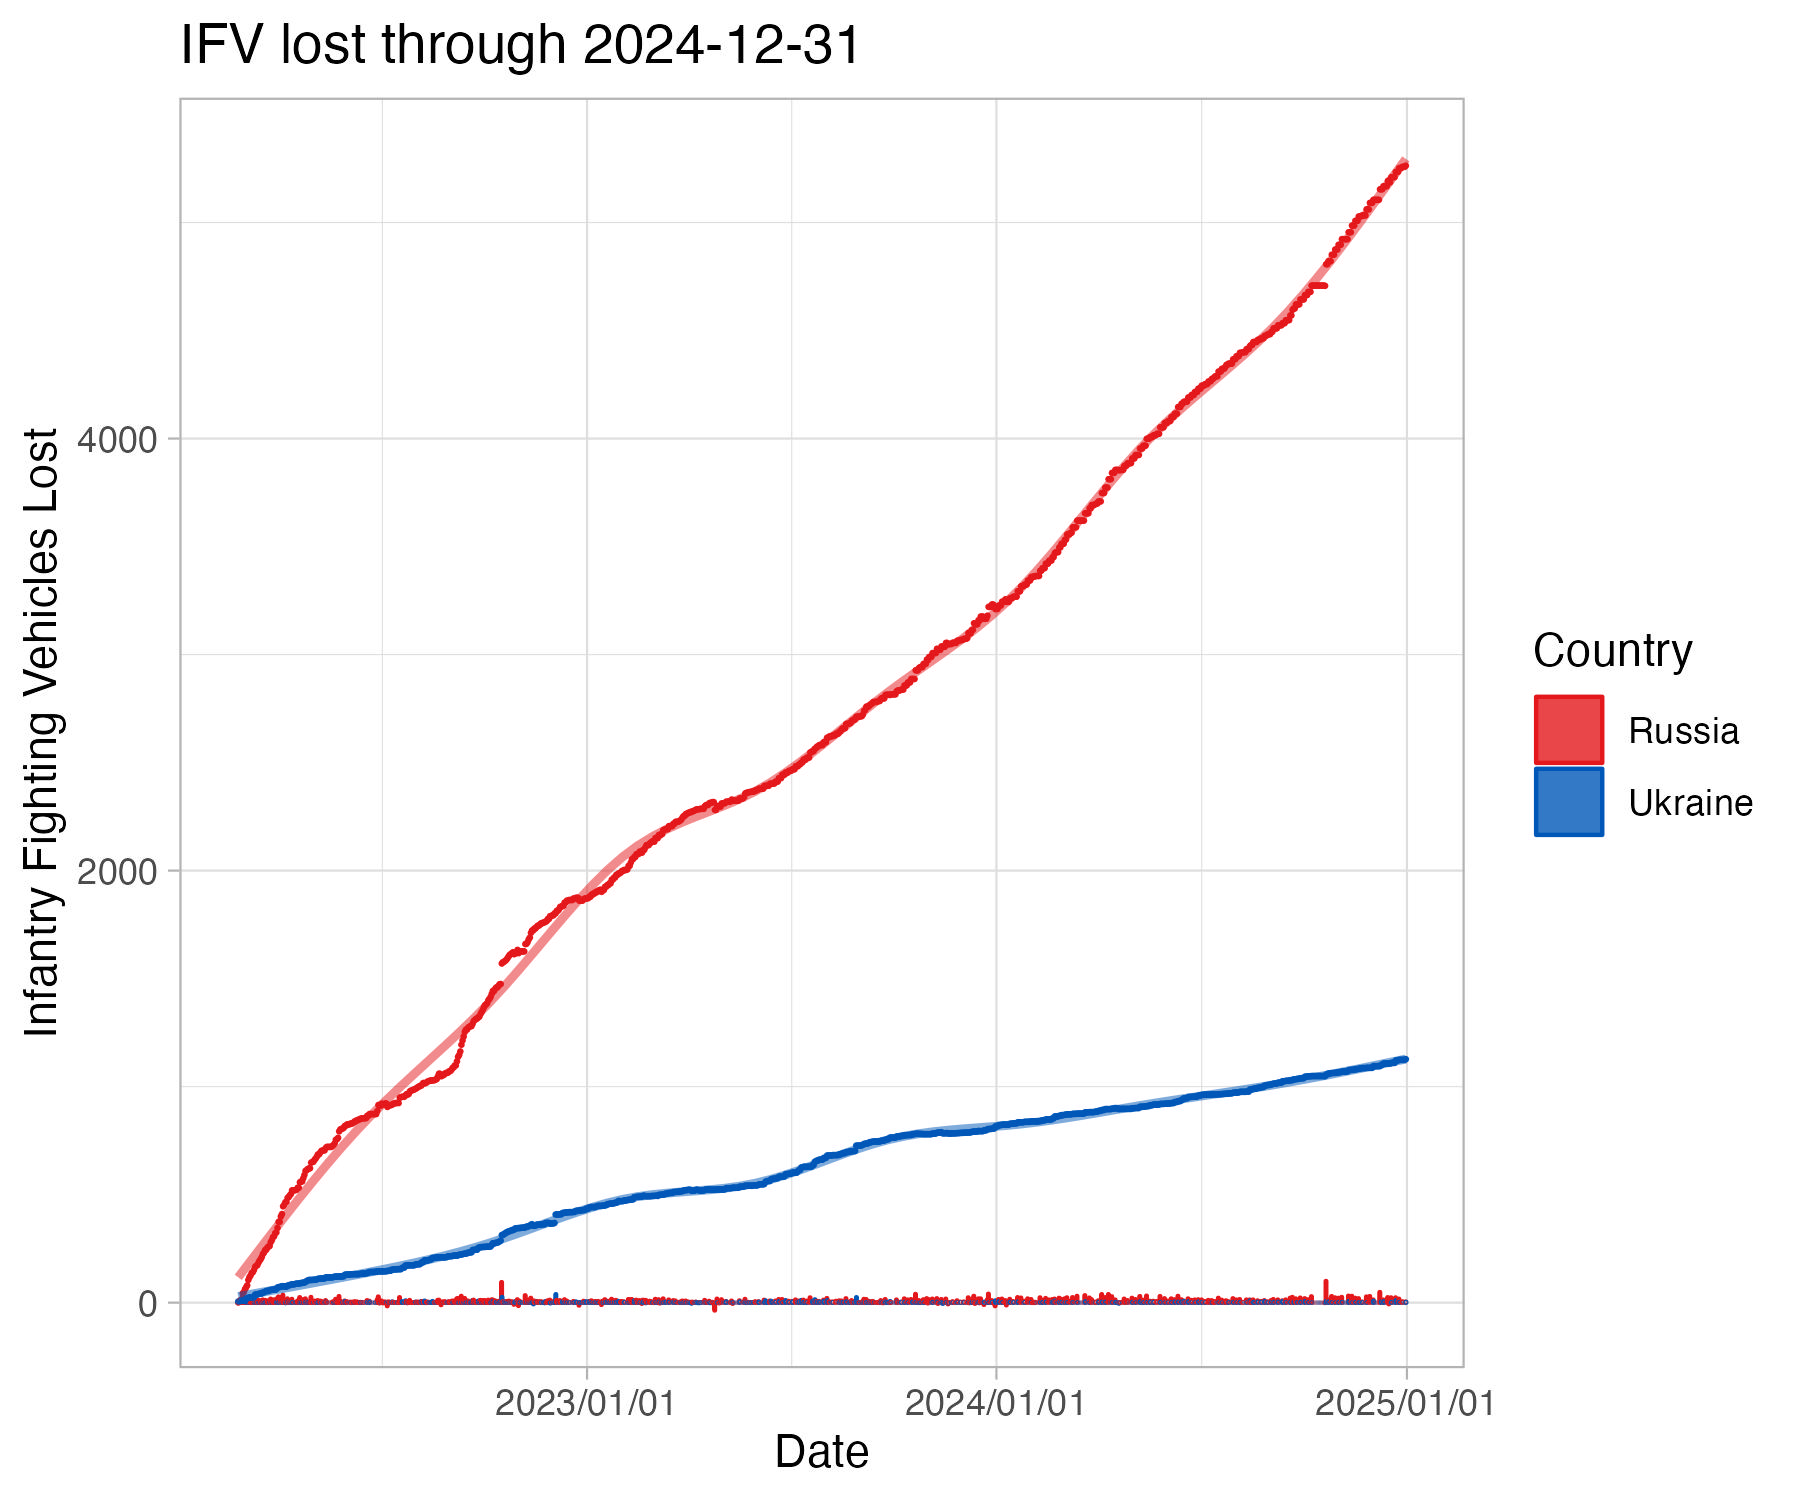 IFV lost through 2024-12-31
Infantry Fighting Vehicles Lost
4000
2000
0
2023/01/01
2024/01/01
2025/01/01
Date
Country
Russia
Ukraine